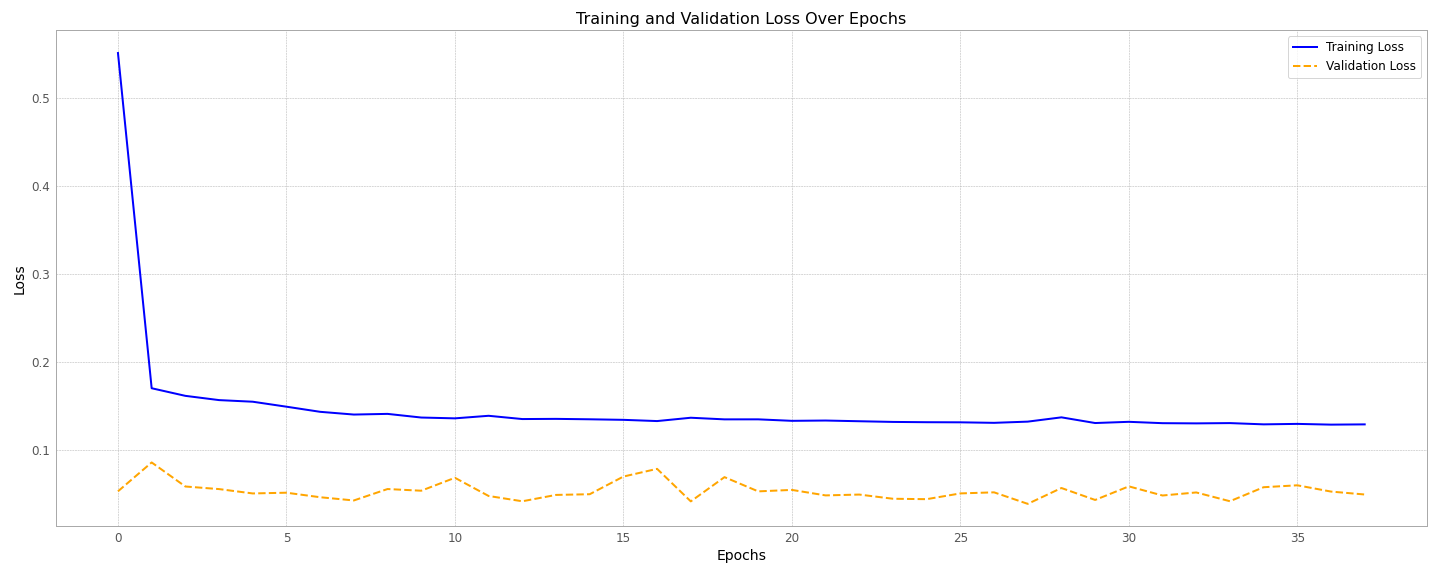 Training and Validation Loss Over Epochs
Training Loss
Validation Loss
0.5
0.4
0.3
0.2
0.1
Loss
0 5 10 15 20 25 30 35
Epochs